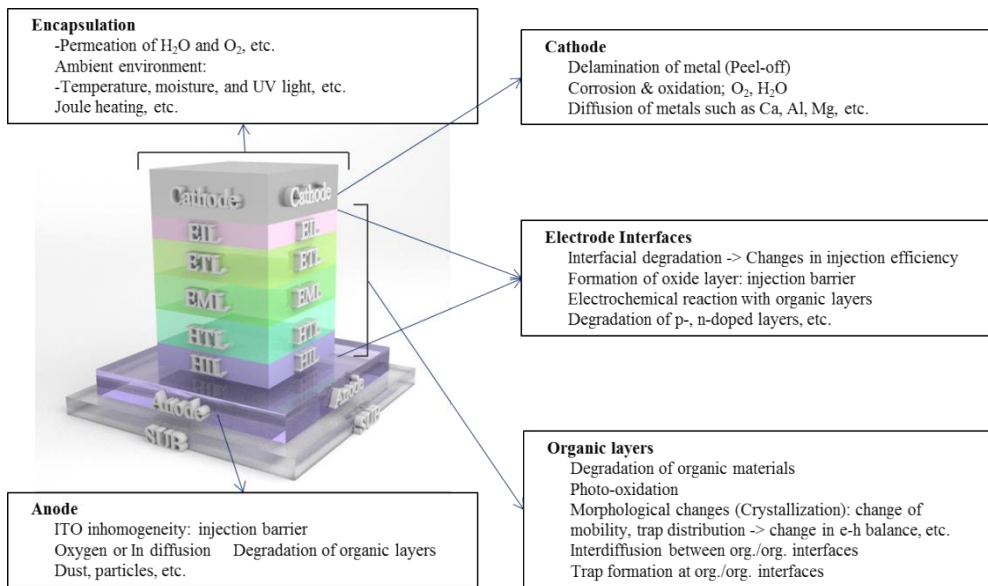 Encapsulation
-Permeation of H₂O and O₂, etc.
Ambient environment:
-Temperature, moisture, and UV light, etc.
Joule heating, etc.
Cathode
Delamination of metal (Peel-off)
Corrosion & oxidation; O₂, H₂O
Diffusion of metals such as Ca, Al, Mg, etc.
Cathode Cathode
EIL EIL
ETL ETL
EML EML
HTL HTL
HIL HIL
Anode Anode
SUB SUB
Electrode Interfaces
Interfacial degradation -> Changes in injection efficiency
Formation of oxide layer: injection barrier
Electrochemical reaction with organic layers
Degradation of p-, n-doped layers, etc.
Anode
ITO inhomogeneity: injection barrier
Oxygen or In diffusion Degradation of organic layers
Dust, particles, etc.
Organic layers
Degradation of organic materials
Photo-oxidation
Morphological changes (Crystallization): change of
mobility, trap distribution -> change in e-h balance, etc.
Interdiffusion between org./org. interfaces
Trap formation at org./org. interfaces